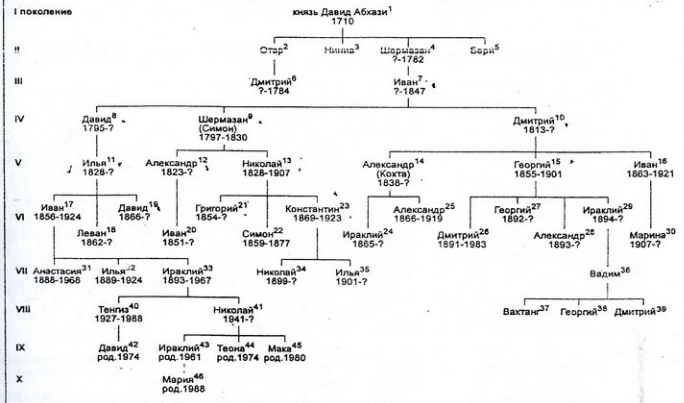 I поколение князь Давид Абхази¹
1710
II Отар² Ниниа³ Шермазан⁴ Бери⁵
?-1782
III Дмитрий⁶ Иван⁷
?-1784 ?-1847
IV Давид⁸ Шермазан⁹ Дмитрий¹⁰
1795-? (Симон) 1813-?
1797-1830
V Илья¹¹ Александр¹² Николай¹³ Александр¹⁴ Георгий¹⁵ Иван¹⁶
1828-? 1823-? 1828-1907 (Кохта) 1855-1901 1863-1921
1838-?
Иван¹⁷ Давид¹⁹ Григорий²¹ Константин²³ Александр²⁵ Георгий²⁷ Ираклий²⁹
VI 1856-1924 1866-? 1854-? 1869-1923 1866-1919 1892-? 1894-?
Леван¹⁸ Иван²⁰ Симон²² Ираклий²⁴ Дмитрий²⁶ Александр²⁸ Марина³⁰
1862-? 1851-? 1859-1877 1865-? 1891-1983 1893-? 1907-?
VII Анастасия³¹ Илья³² Ираклий³³ Николай³⁴ Илья³⁵ Вадим³⁶
1888-1968 1889-1924 1893-1967 1899-? 1901-?
VIII Тенгиз⁴⁰ Николай⁴¹ Вахтанг³⁷ Георгий³⁸ Дмитрий³⁹
1927-1988 1941-?
IX Давид⁴² Ираклий⁴³ Теона⁴⁴ Мака⁴⁵
род.1974 род.1961 род.1974 род.1980
X Мария⁴⁶
род.1988